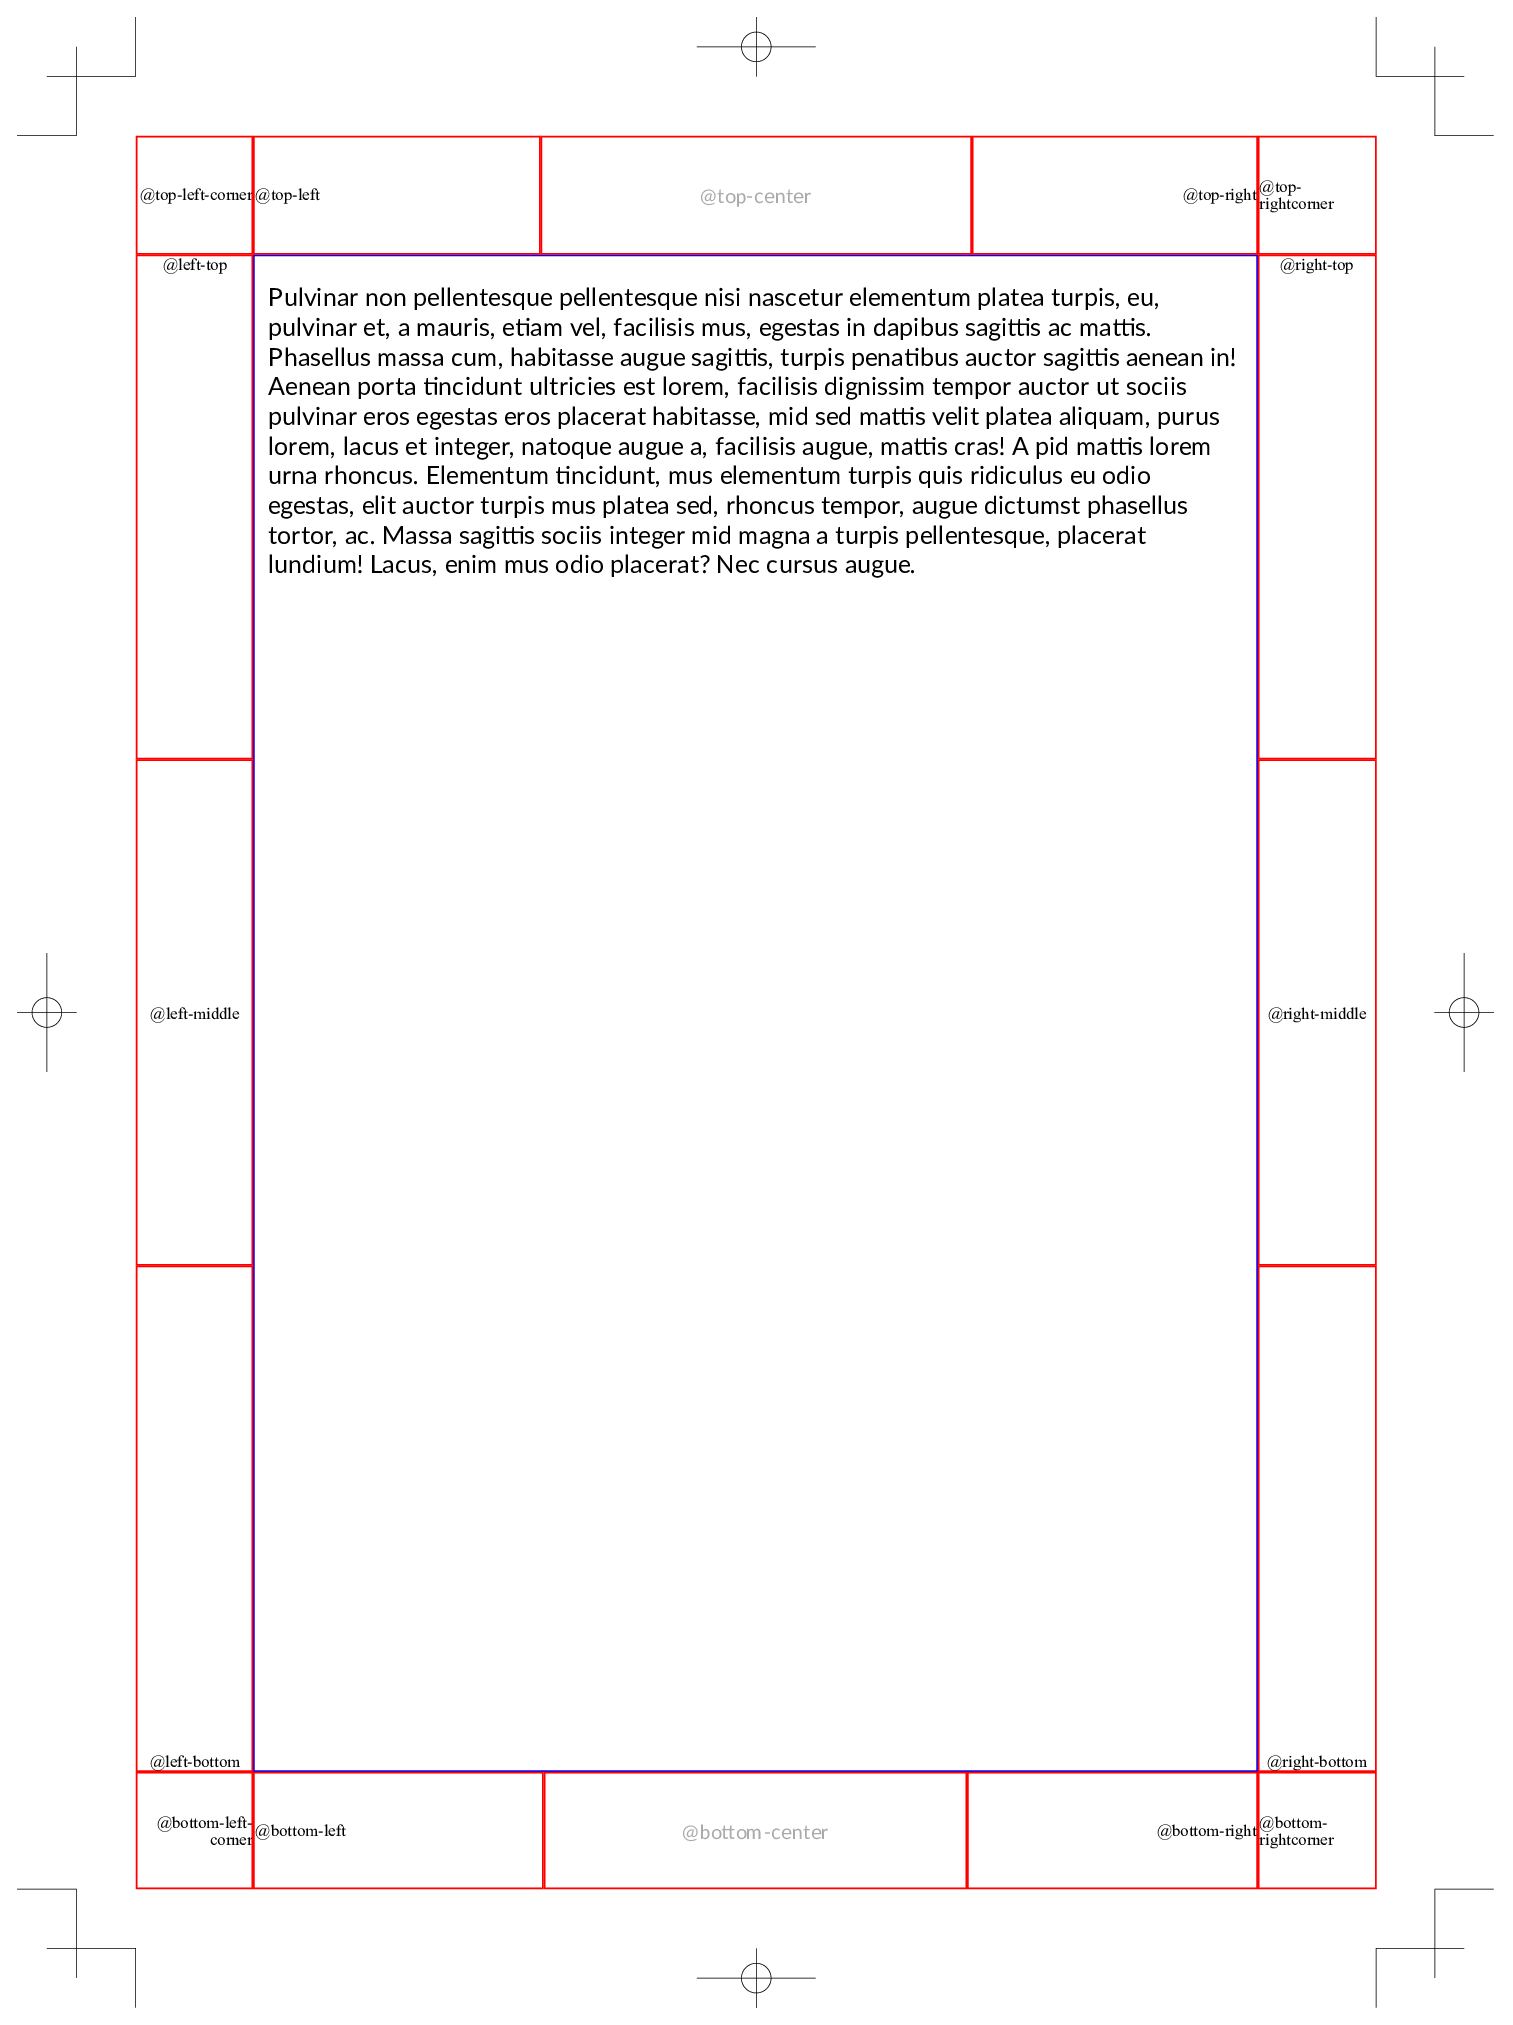 @top-left-corner
@top-left
@top-center
@top-right
@top-
rightcorner
@left-top
@right-top
Pulvinar non pellentesque pellentesque nisi nascetur elementum platea turpis, eu,
pulvinar et, a mauris, etiam vel, facilisis mus, egestas in dapibus sagittis ac mattis.
Phasellus massa cum, habitasse augue sagittis, turpis penatibus auctor sagittis aenean in!
Aenean porta tincidunt ultricies est lorem, facilisis dignissim tempor auctor ut sociis
pulvinar eros egestas eros placerat habitasse, mid sed mattis velit platea aliquam, purus
lorem, lacus et integer, natoque augue a, facilisis augue, mattis cras! A pid mattis lorem
urna rhoncus. Elementum tincidunt, mus elementum turpis quis ridiculus eu odio
egestas, elit auctor turpis mus platea sed, rhoncus tempor, augue dictumst phasellus
tortor, ac. Massa sagittis sociis integer mid magna a turpis pellentesque, placerat
lundium! Lacus, enim mus odio placerat? Nec cursus augue.
@left-middle
@right-middle
@left-bottom
@right-bottom
@bottom-left-
corner
@bottom-left
@bottom-center
@bottom-right
@bottom-
rightcorner